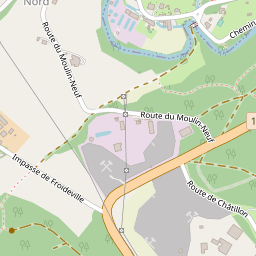 Nord
Route du Moulin-Neuf
Chemin
Route du Moulin-Neuf
1
Impasse de Froideville
Route de Châtillon